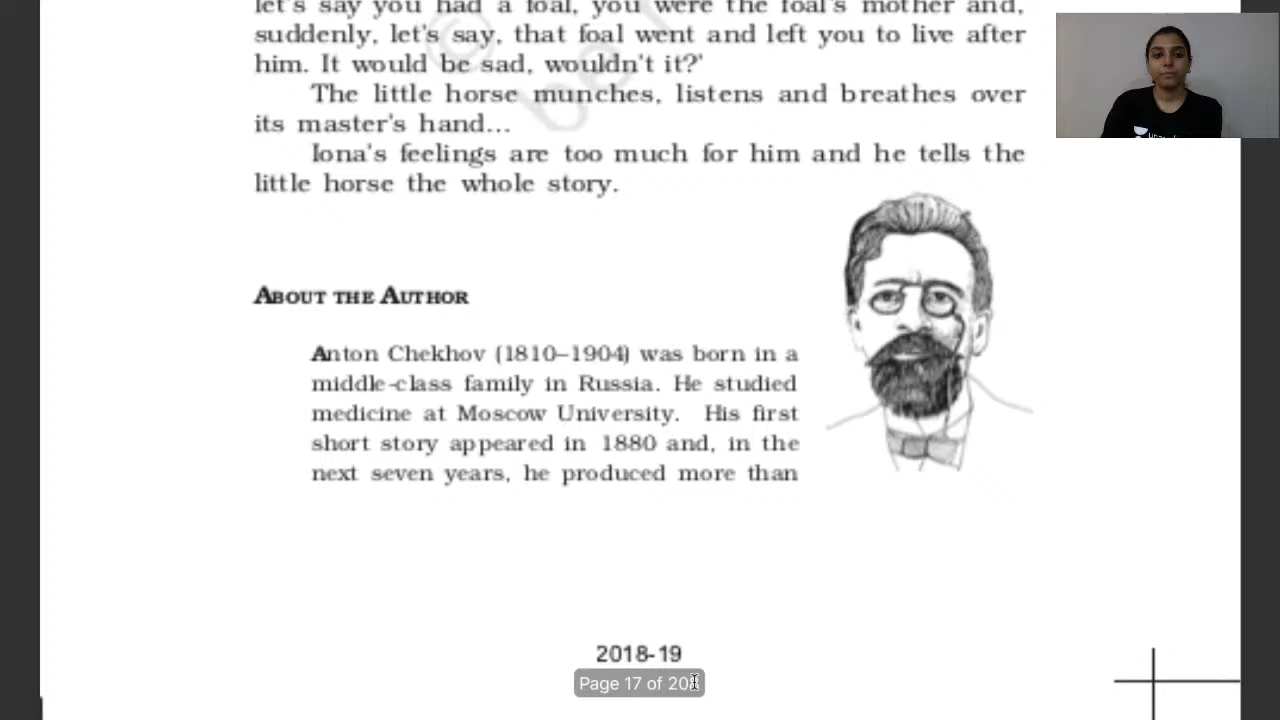 let's say you had a foal, you were the foal's mother and,
suddenly, let's say, that foal went and left you to live after
him. It would be sad, wouldn't it?'
The little horse munches, listens and breathes over
its master's hand...
Iona's feelings are too much for him and he tells the
little horse the whole story.
ABOUT THE AUTHOR
Anton Chekhov (1810–1904) was born in a
middle-class family in Russia. He studied
medicine at Moscow University. His first
short story appeared in 1880 and, in the
next seven years, he produced more than
2018-19
Page 17 of 20